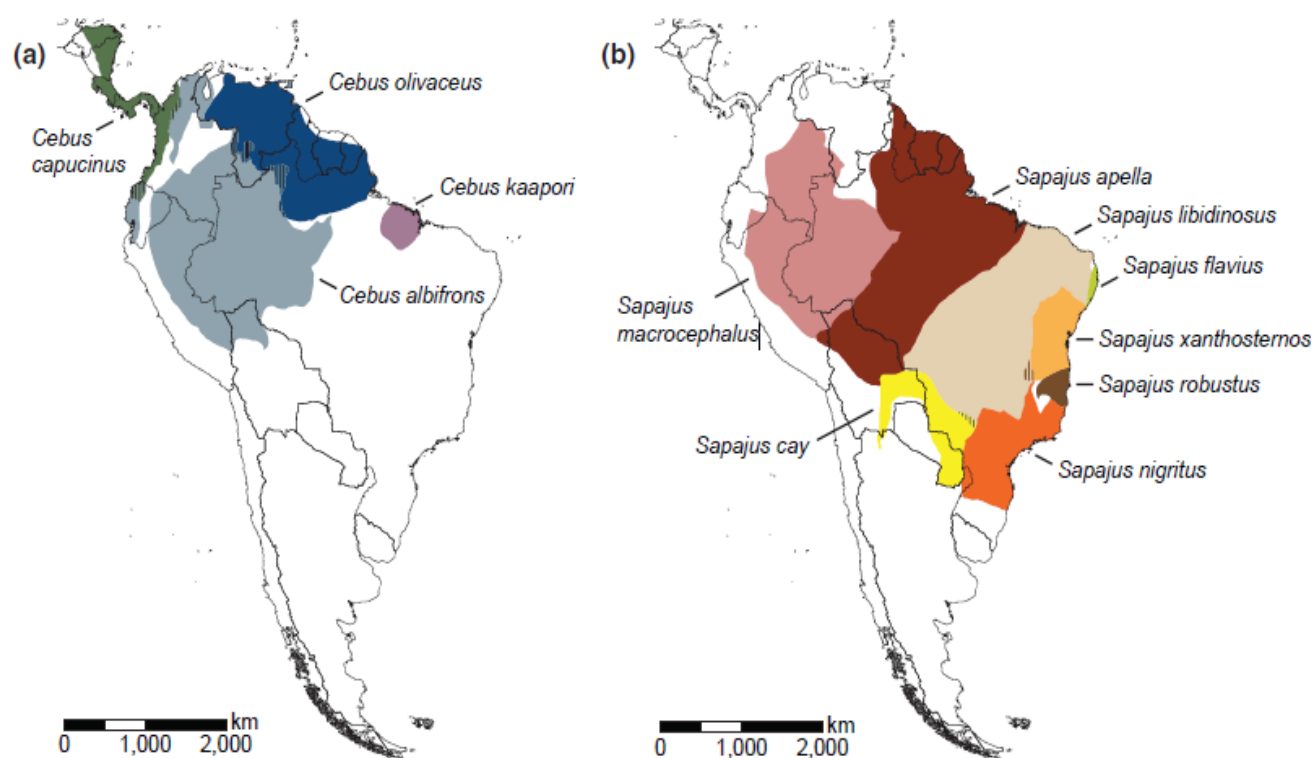 (a)
Cebus olivaceus
Cebus
capucinus
Cebus kaapori
Cebus albifrons
km
0 1,000 2,000
(b)
Sapajus apella
Sapajus libidinosus
Sapajus flavius
Sapajus
macrocephalus
Sapajus xanthosternos
Sapajus robustus
Sapajus cay
Sapajus nigritus
km
0 1,000 2,000